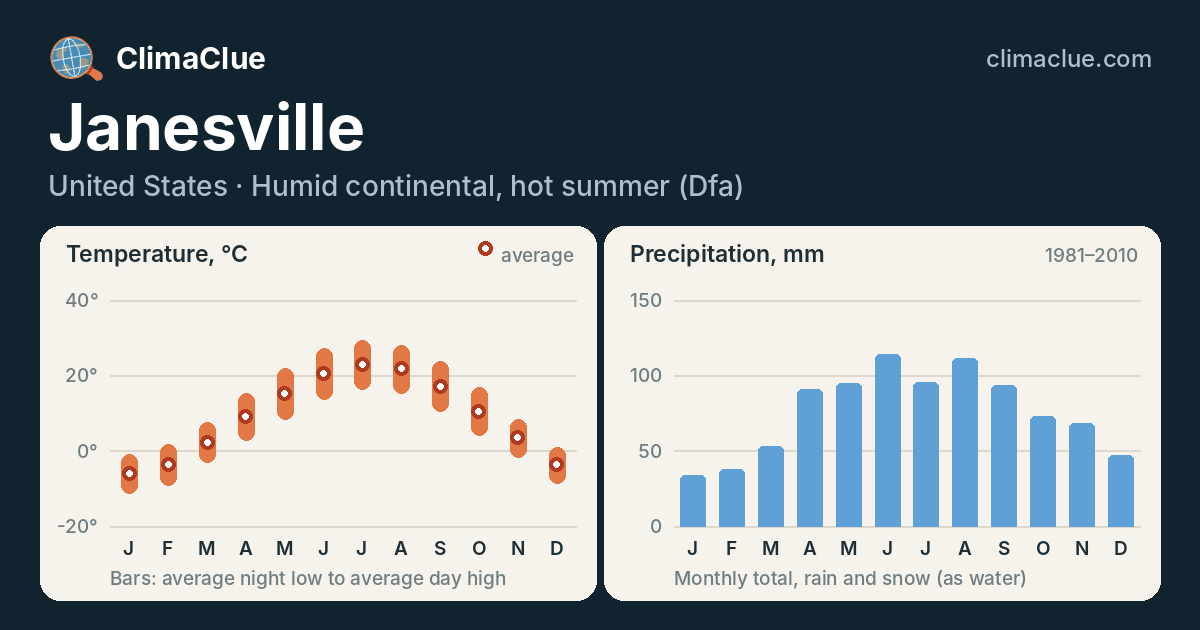 ClimaClue
climaclue.com
Janesville
United States · Humid continental, hot summer (Dfa)
Temperature, °C
average
40°
20°
0°
-20°
J F M A M J J A S O N D
Bars: average night low to average day high
Precipitation, mm
1981–2010
150
100
50
0
J F M A M J J A S O N D
Monthly total, rain and snow (as water)